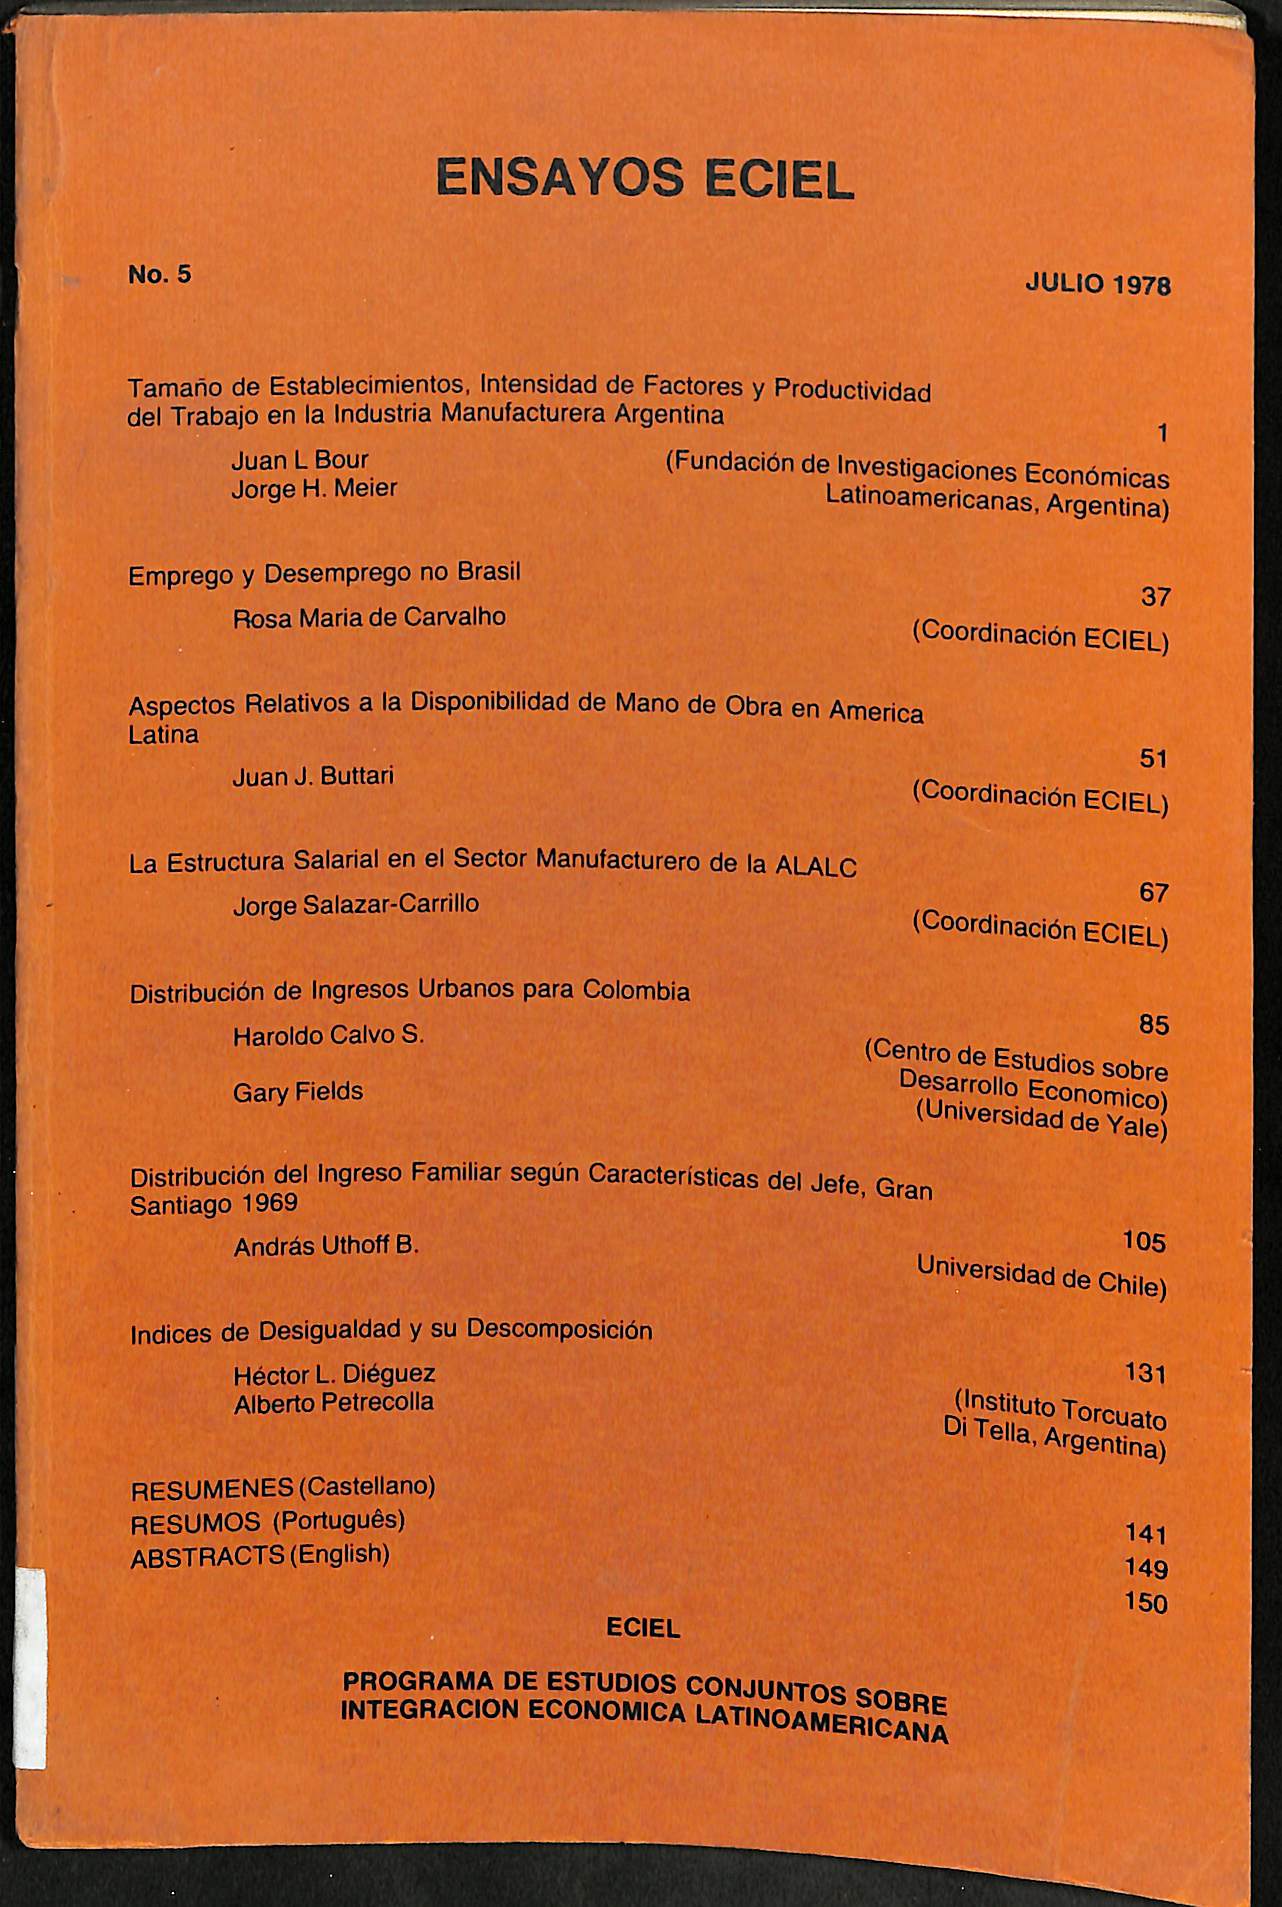 ENSAYOS ECIEL
No. 5 JULIO 1978
Tamaño de Establecimientos, Intensidad de Factores y Productividad
del Trabajo en la Industria Manufacturera Argentina 1
Juan L Bour (Fundación de Investigaciones Económicas
Jorge H. Meier Latinoamericanas, Argentina)
Emprego y Desemprego no Brasil 37
Rosa Maria de Carvalho (Coordinación ECIEL)
Aspectos Relativos a la Disponibilidad de Mano de Obra en America
Latina 51
Juan J. Buttari (Coordinación ECIEL)
La Estructura Salarial en el Sector Manufacturero de la ALALC 67
Jorge Salazar-Carrillo (Coordinación ECIEL)
Distribución de Ingresos Urbanos para Colombia 85
Haroldo Calvo S. (Centro de Estudios sobre
Desarrollo Economico)
Gary Fields (Universidad de Yale)
Distribución del Ingreso Familiar según Características del Jefe, Gran
Santiago 1969 105
András Uthoff B. Universidad de Chile)
Indices de Desigualdad y su Descomposición 131
Héctor L. Diéguez (Instituto Torcuato
Alberto Petrecolla Di Tella, Argentina)
RESUMENES (Castellano) 141
RESUMOS (Português) 149
ABSTRACTS (English) 150
ECIEL
PROGRAMA DE ESTUDIOS CONJUNTOS SOBRE
INTEGRACION ECONOMICA LATINOAMERICANA